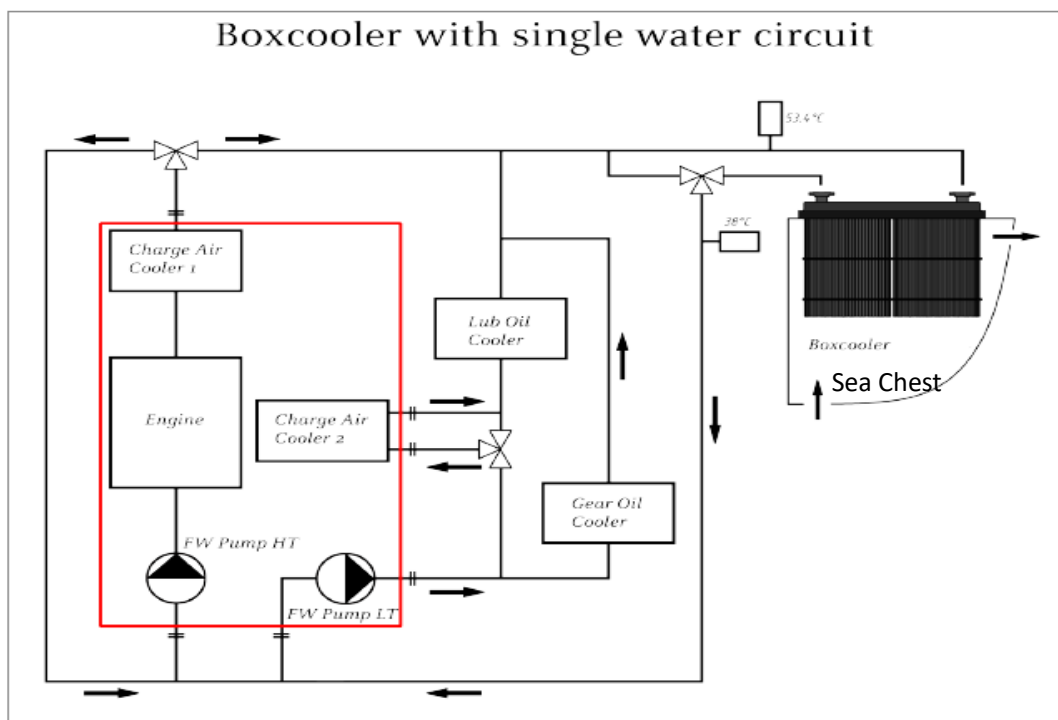 Boxcooler with single water circuit
53.4°C
38°C
Charge Air
Cooler 1
Lub Oil
Cooler
Boxcooler
Sea Chest
Engine
Charge Air
Cooler 2
Gear Oil
Cooler
FW Pump HT
FW Pump LT